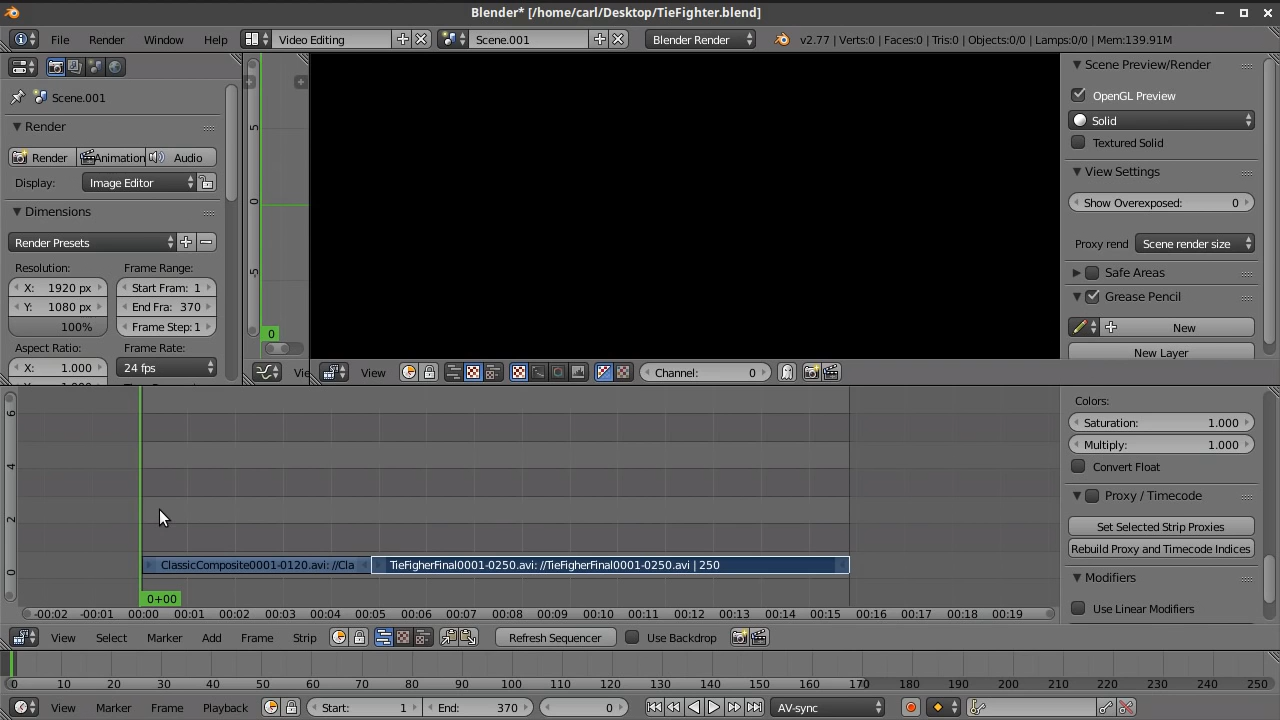 Blender* [/home/carl/Desktop/TieFighter.blend]
File Render Window Help Video Editing Scene.001 Blender Render v2.77 | Verts:0 | Faces:0 | Tris:0 | Objects:0/0 | Lamps:0/0 | Mem:139.91M
Scene.001
Render
Render Animation Audio
Display: Image Editor
Dimensions
Render Presets
Resolution: Frame Range:
X: 1920 px Start Fram: 1
Y: 1080 px End Fra: 370
100% Frame Step: 1
Aspect Ratio: Frame Rate:
X: 1.000 24 fps
5
0
-5
0
Vie
View Channel: 0
Scene Preview/Render
OpenGL Preview
Solid
Textured Solid
View Settings
Show Overexposed: 0
Proxy rend Scene render size
Safe Areas
Grease Pencil
New
New Layer
6
4
2
0
ClassicComposite0001-0120.avi: //Cla
TieFigherFinal0001-0250.avi: //TieFigherFinal0001-0250.avi | 250
0+00
-00:02 -00:01 00:00 00:01 00:02 00:03 00:04 00:05 00:06 00:07 00:08 00:09 00:10 00:11 00:12 00:13 00:14 00:15 00:16 00:17 00:18 00:19
View Select Marker Add Frame Strip Refresh Sequencer Use Backdrop
Colors:
Saturation: 1.000
Multiply: 1.000
Convert Float
Proxy / Timecode
Set Selected Strip Proxies
Rebuild Proxy and Timecode Indices
Modifiers
Use Linear Modifiers
0 10 20 30 40 50 60 70 80 90 100 110 120 130 140 150 160 170 180 190 200 210 220 230 240 250
View Marker Frame Playback Start: 1 End: 370 0 AV-sync